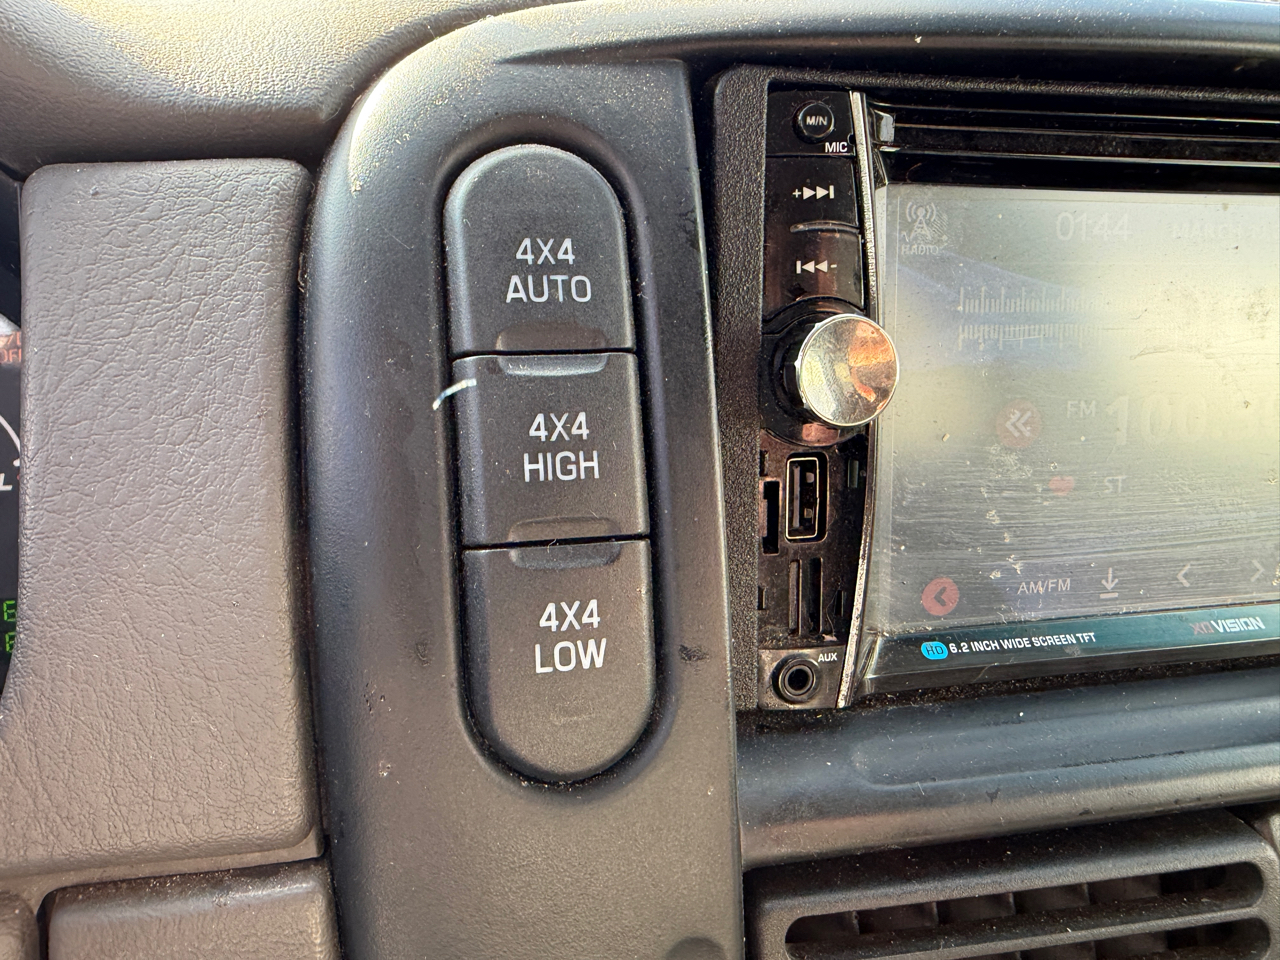 4X4
AUTO
4X4
HIGH
4X4
LOW
M/N
MIC
RADIO
01:44
FM
ST
AM/FM
HD 6.2 INCH WIDE SCREEN TFT
XO VISION
AUX